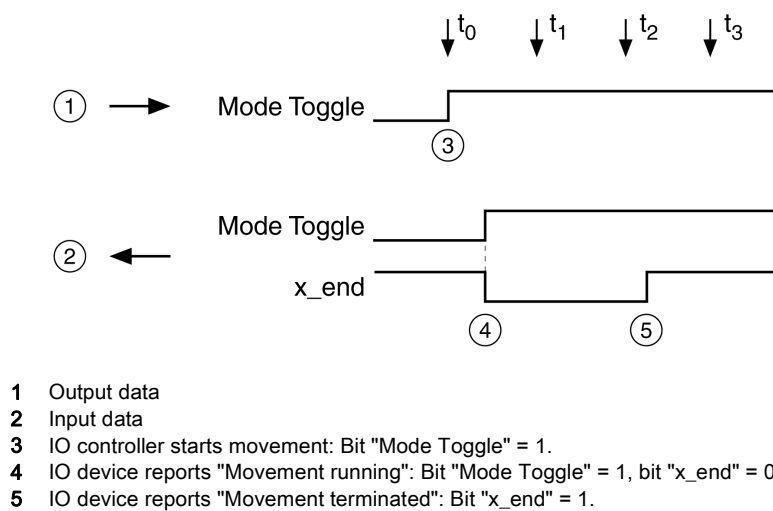 t0 t1 t2 t3
1 Mode Toggle
3
Mode Toggle
2
x_end
4 5
1 Output data
2 Input data
3 IO controller starts movement: Bit "Mode Toggle" = 1.
4 IO device reports "Movement running": Bit "Mode Toggle" = 1, bit "x_end" = 0
5 IO device reports "Movement terminated": Bit "x_end" = 1.